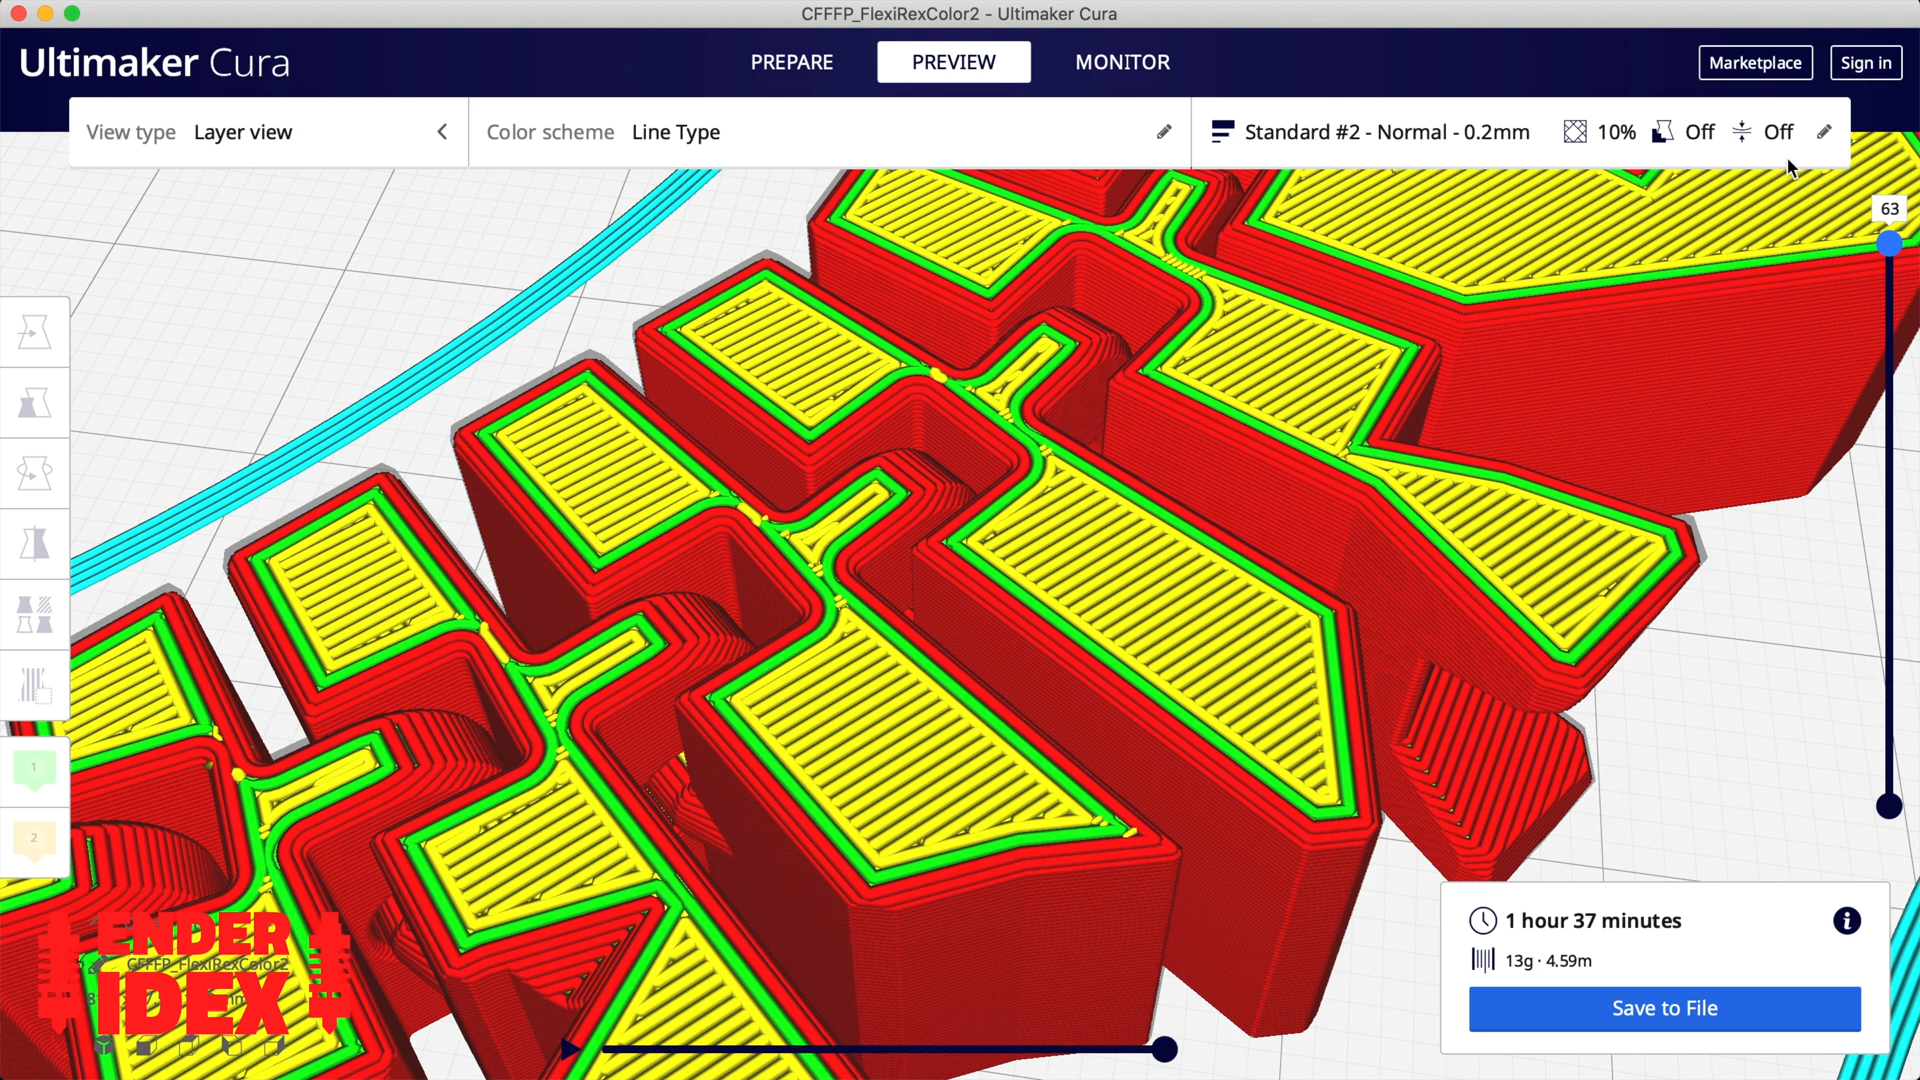 CFFFP_FlexiRexColor2 - Ultimaker Cura
Ultimaker Cura
PREPARE
PREVIEW
MONITOR
Marketplace
Sign in
View type Layer view
Color scheme Line Type
Standard #2 - Normal - 0.2mm
10%
Off
Off
63
1
2
ENDER
CFFFP_FlexiRexColor2
IDEX
1 hour 37 minutes
13g · 4.59m
Save to File